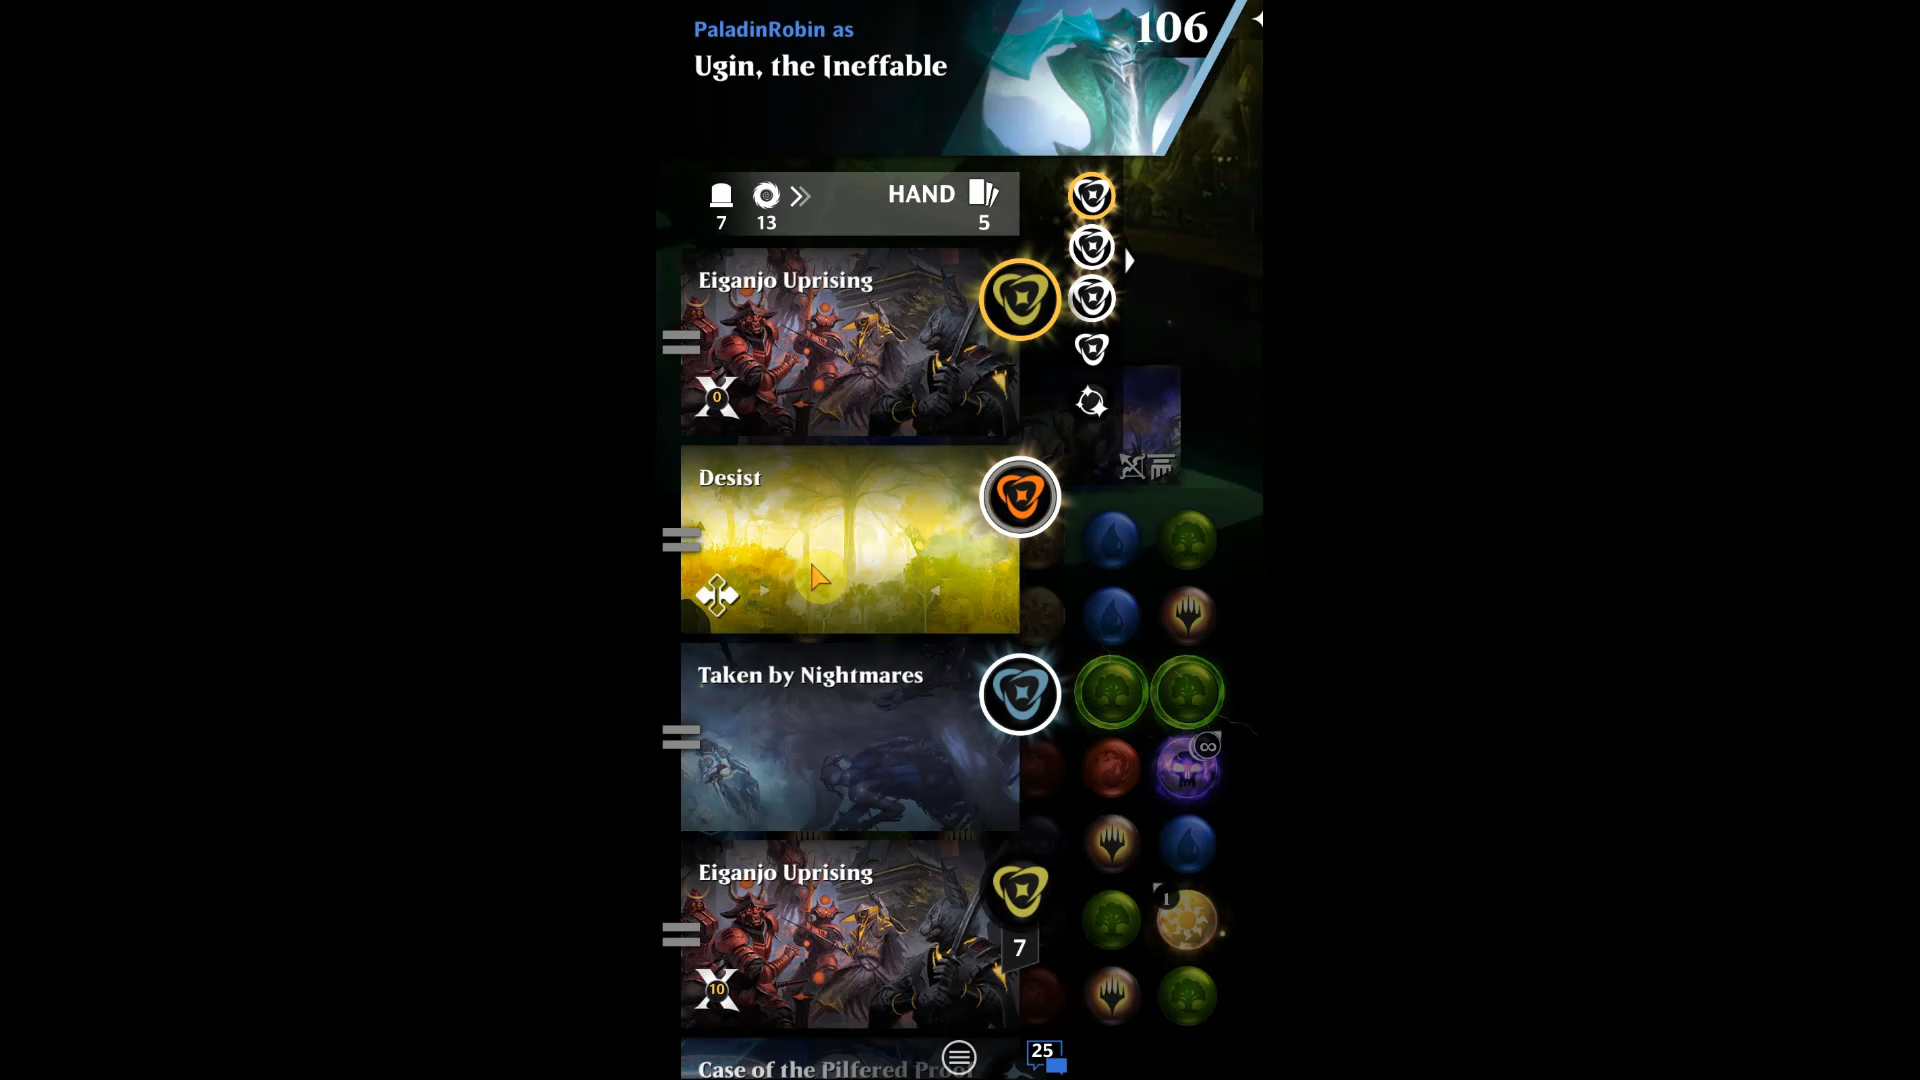 PaladinRobin as
106
Ugin, the Ineffable
HAND
7
13
5
Eiganjo Uprising
0
Desist
Taken by Nightmares
∞
Eiganjo Uprising
1
7
10
25
Case of the Pilfered Proof